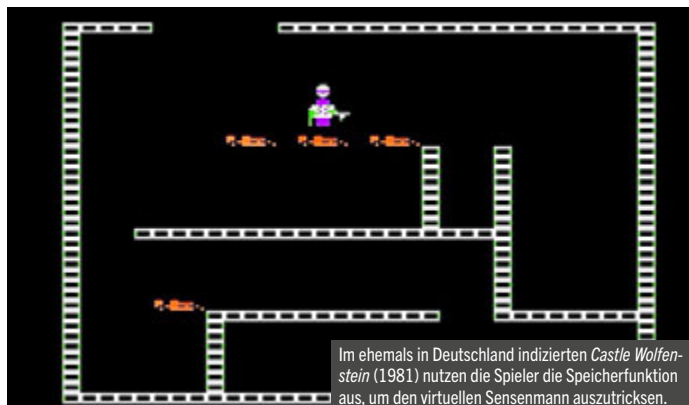 Im ehemals in Deutschland indizierten Castle Wolfen-
stein (1981) nutzen die Spieler die Speicherfunktion
aus, um den virtuellen Sensenmann auszutricksen.